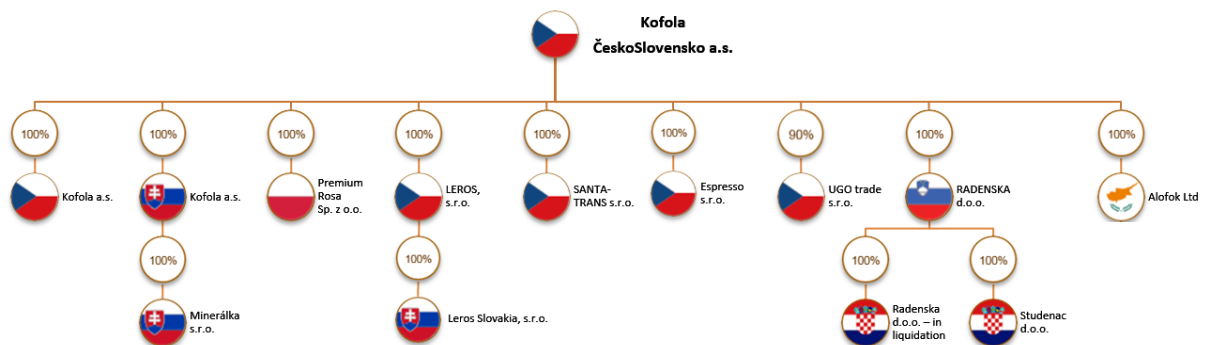 Kofola
ČeskoSlovensko a.s.
100%
100%
100%
100%
100%
100%
90%
100%
100%
Kofola a.s.
Kofola a.s.
Premium
Rosa
Sp. z o.o.
LEROS,
s.r.o.
SANTA-
TRANS s.r.o.
Espresso
s.r.o.
UGO trade
s.r.o.
RADENSKA
d.o.o.
Alofok Ltd
100%
100%
100%
100%
Minerálka
s.r.o.
Leros Slovakia, s.r.o.
Radenska
d.o.o. – in
liquidation
Studenac
d.o.o.